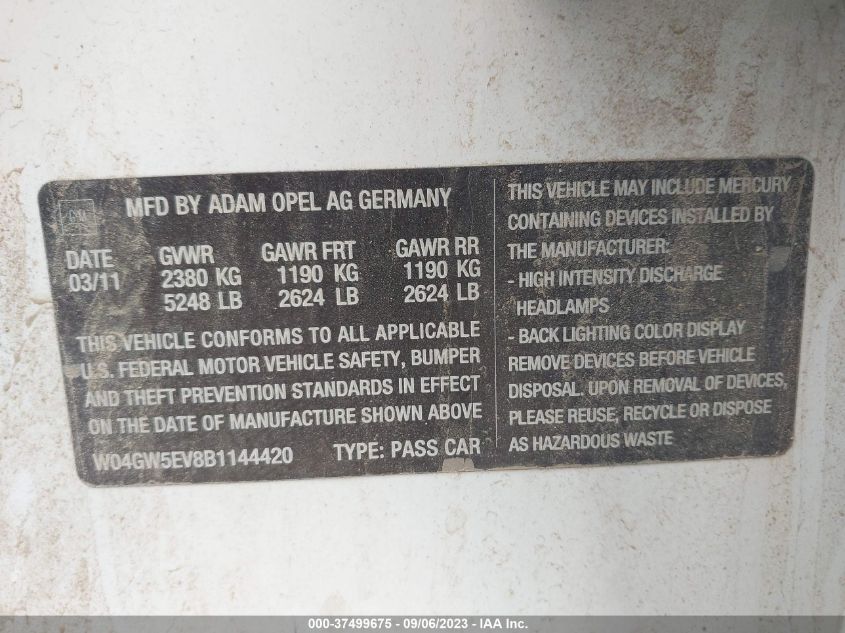 GM
MFD BY ADAM OPEL AG GERMANY
DATE GVWR GAWR FRT GAWR RR
03/11 2380 KG 1190 KG 1190 KG
5248 LB 2624 LB 2624 LB
THIS VEHICLE CONFORMS TO ALL APPLICABLE
U.S. FEDERAL MOTOR VEHICLE SAFETY, BUMPER
AND THEFT PREVENTION STANDARDS IN EFFECT
ON THE DATE OF MANUFACTURE SHOWN ABOVE
W04GW5EV8B1144420 TYPE: PASS CAR
THIS VEHICLE MAY INCLUDE MERCURY
CONTAINING DEVICES INSTALLED BY
THE MANUFACTURER:
- HIGH INTENSITY DISCHARGE
HEADLAMPS
- BACK LIGHTING COLOR DISPLAY
REMOVE DEVICES BEFORE VEHICLE
DISPOSAL. UPON REMOVAL OF DEVICES,
PLEASE REUSE, RECYCLE OR DISPOSE
AS HAZARDOUS WASTE
000-37499675 - 09/06/2023 - IAA Inc.